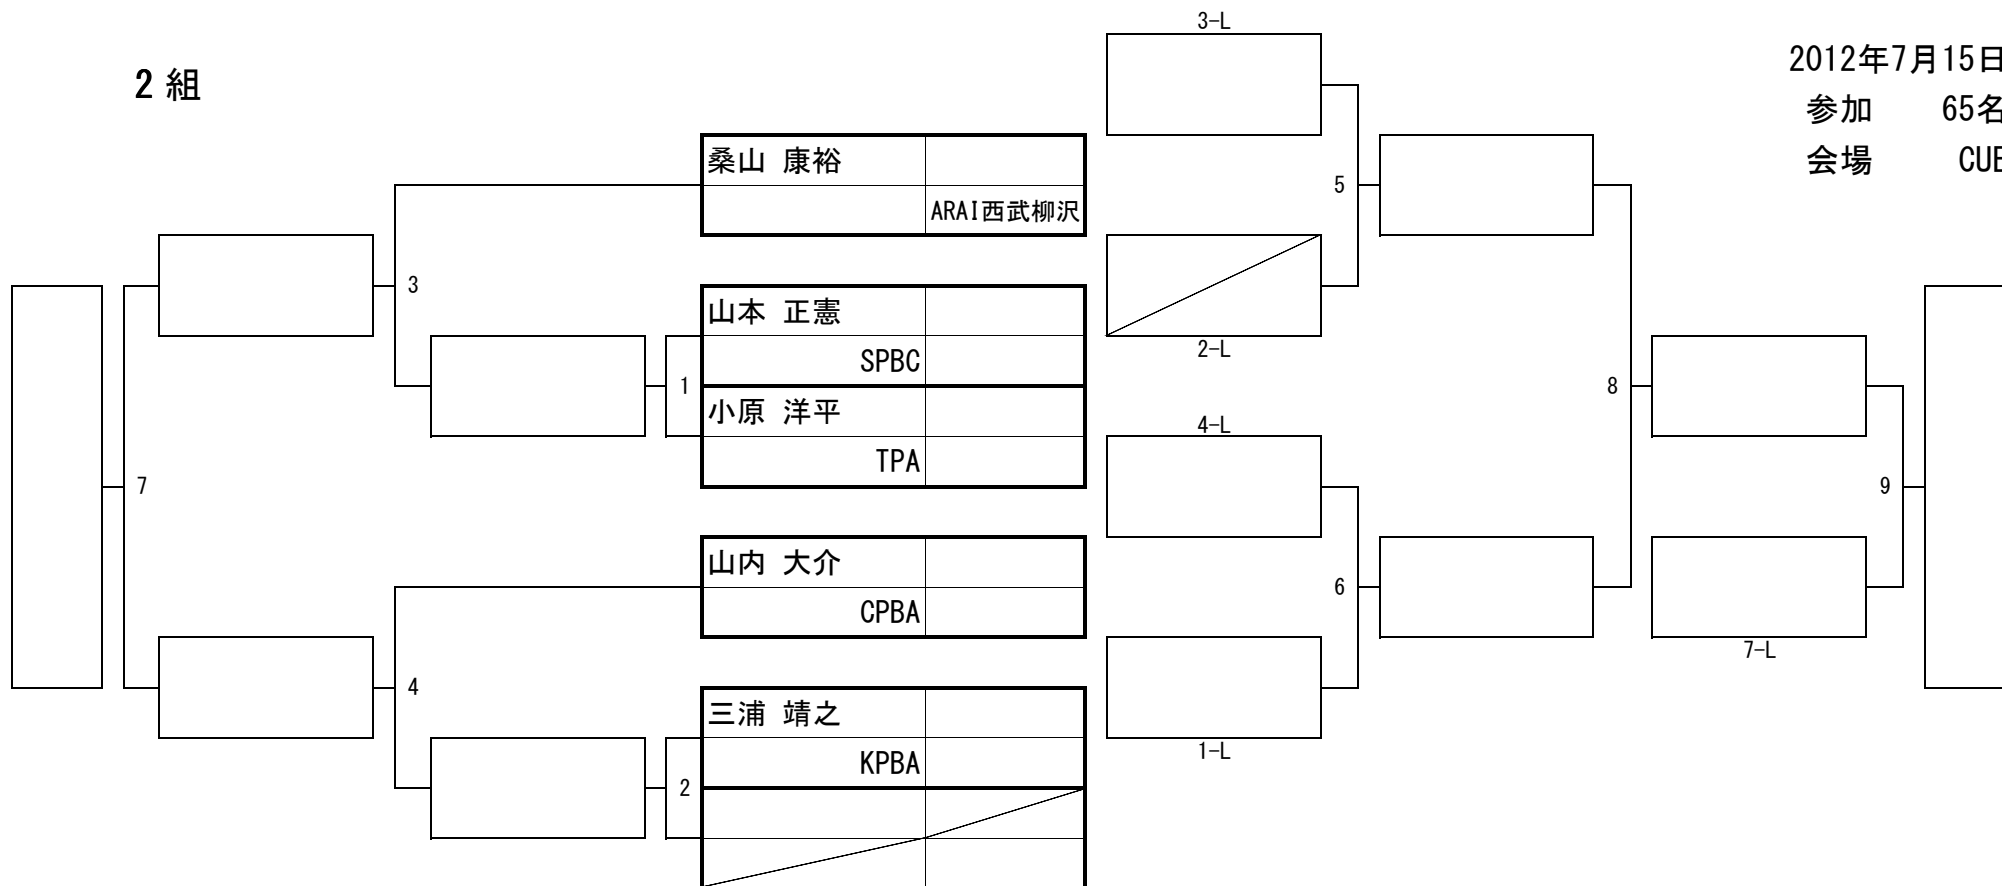 2012年7月15日
参加 65名
会場 CUE
2 組
3-L
桑山 康裕
ARAI西武柳沢
5
3
山本 正憲
SPBC
2-L
1
8
小原 洋平
TPA
4-L
7
9
山内 大介
CPBA
6
7-L
4
三浦 靖之
KPBA
1-L
2